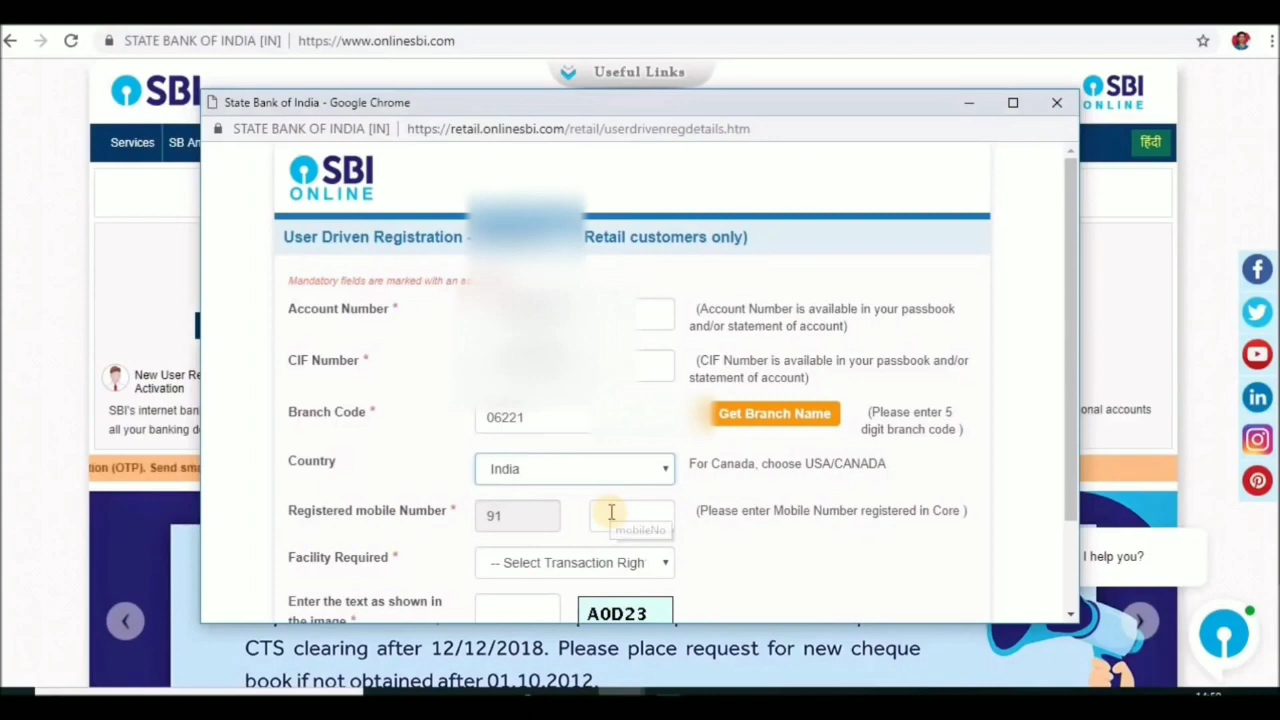 STATE BANK OF INDIA [IN] | https://www.onlinesbi.com
Useful Links
SBI
SBI
ONLINE
State Bank of India - Google Chrome
STATE BANK OF INDIA [IN] | https://retail.onlinesbi.com/retail/userdrivenregdetails.htm
Services
SB
हिंदी
SBI
ONLINE
User Driven Registration - Retail customers only)
Mandatory fields are marked with an
Account Number *
(Account Number is available in your passbook
and/or statement of account)
CIF Number *
(CIF Number is available in your passbook and/or
statement of account)
Branch Code *
06221
Get Branch Name
(Please enter 5
digit branch code )
Country
India
For Canada, choose USA/CANADA
Registered mobile Number *
91
(Please enter Mobile Number registered in Core )
mobileNo
Facility Required *
-- Select Transaction Righ
Enter the text as shown in
the image *
A0D23
New User Re
Activation
SBI's internet ban
all your banking d
onal accounts
tion (OTP). Send sma
I help you?
CTS clearing after 12/12/2018. Please place request for new cheque
book if not obtained after 01.10.2012.